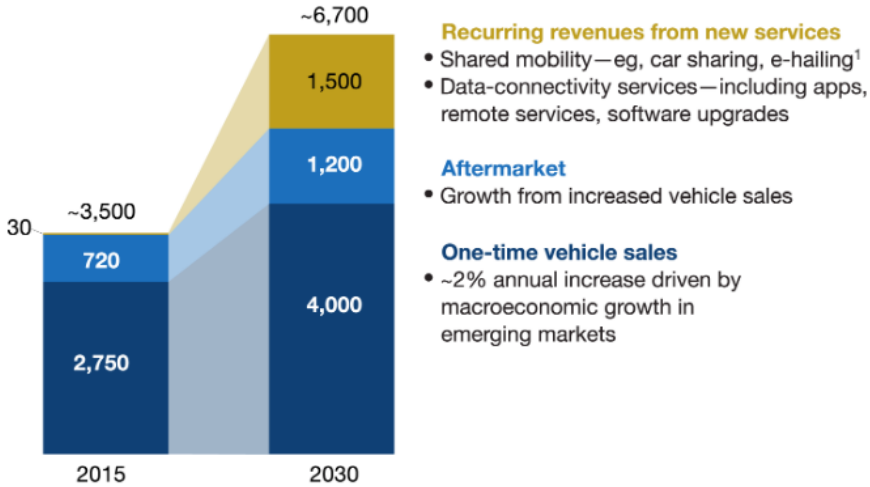 ~6,700
1,500
1,200
4,000
~3,500
30
720
2,750
2015
2030
Recurring revenues from new services
• Shared mobility—eg, car sharing, e-hailing¹
• Data-connectivity services—including apps,
remote services, software upgrades
Aftermarket
• Growth from increased vehicle sales
One-time vehicle sales
• ~2% annual increase driven by
macroeconomic growth in
emerging markets